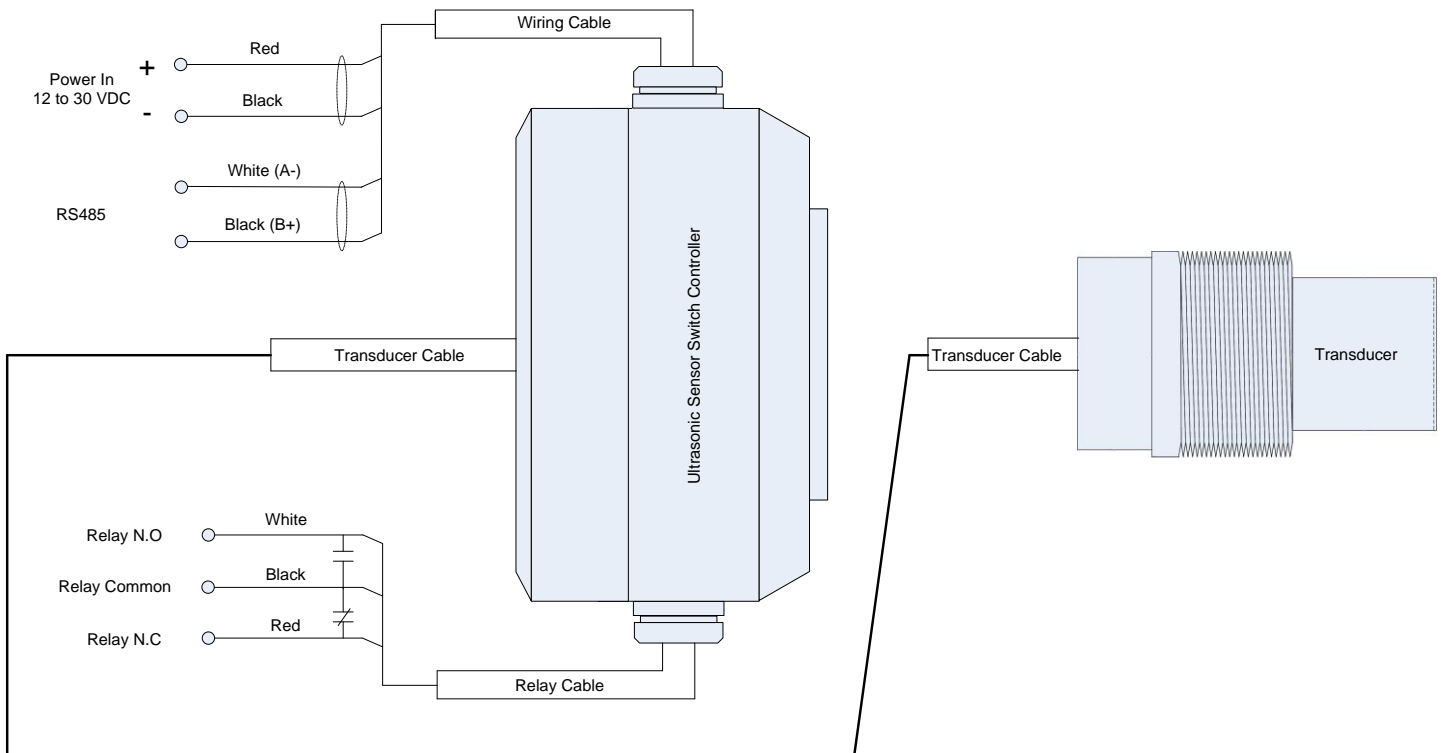 Wiring Cable
Red
+
Power In
12 to 30 VDC
Black
-
White (A-)
RS485
Black (B+)
Ultrasonic Sensor Switch Controller
Transducer Cable
Transducer Cable
Transducer
White
Relay N.O
Black
Relay Common
Red
Relay N.C
Relay Cable